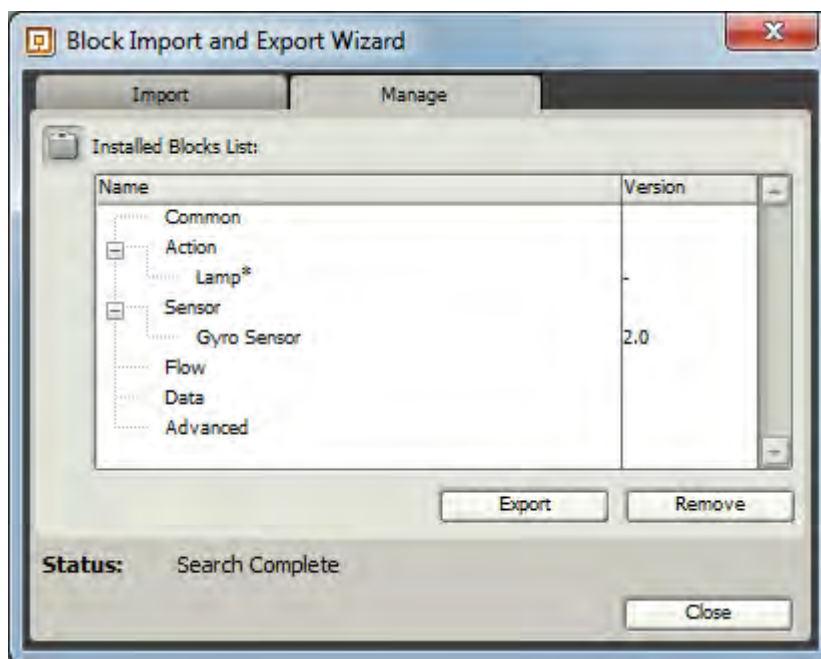 Block Import and Export Wizard
Import Manage
Installed Blocks List:
Name Version
Common
Action
Lamp* -
Sensor
Gyro Sensor 2.0
Flow
Data
Advanced
Export Remove
Status: Search Complete
Close